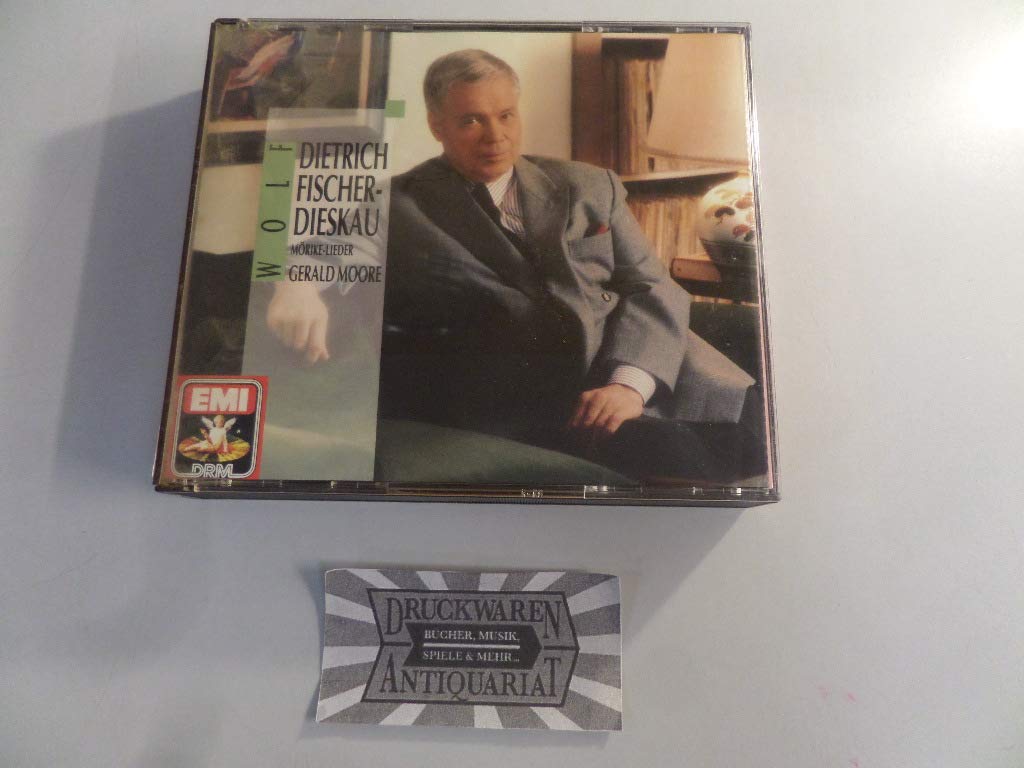 WOLF
DIETRICH
FISCHER-
DIESKAU
MÖRIKE-LIEDER
GERALD MOORE
EMI
DRM
DRUCKWAREN
BÜCHER, MUSIK,
SPIELE & MEHR...
ANTIQUARIAT